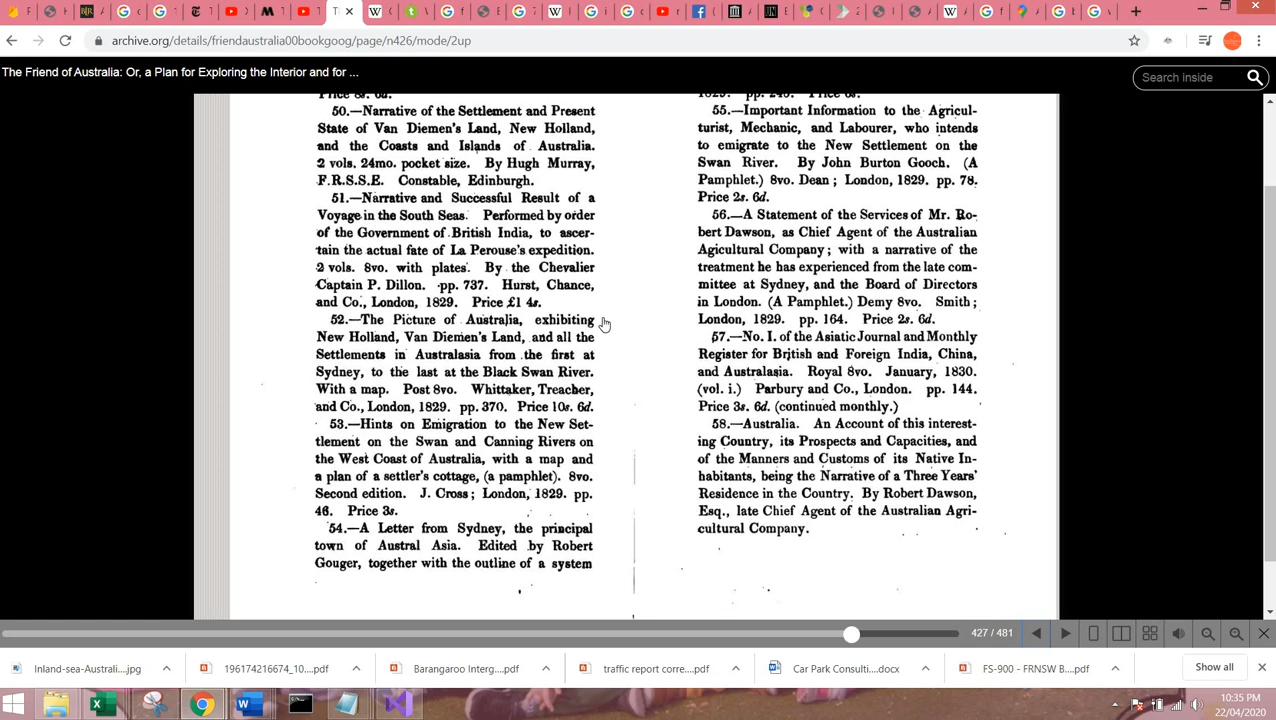 archive.org/details/friendaustralia00bookgoog/page/n426/mode/2up
The Friend of Australia: Or, a Plan for Exploring the Interior and for ...
Search inside
50.—Narrative of the Settlement and Present
State of Van Diemen's Land, New Holland,
and the Coasts and Islands of Australia.
2 vols. 24mo. pocket size. By Hugh Murray,
F.R.S.S.E. Constable, Edinburgh.
51.—Narrative and Successful Result of a
Voyage in the South Seas. Performed by order
of the Government of British India, to ascer-
tain the actual fate of La Perouse's expedition.
2 vols. 8vo. with plates. By the Chevalier
Captain P. Dillon. pp. 737. Hurst, Chance,
and Co., London, 1829. Price £1 4s.
52.—The Picture of Australia, exhibiting
New Holland, Van Diemen's Land, and all the
Settlements in Australasia from the first at
Sydney, to the last at the Black Swan River.
With a map. Post 8vo. Whittaker, Treacher,
and Co., London, 1829. pp. 370. Price 10s. 6d.
53.—Hints on Emigration to the New Set-
tlement on the Swan and Canning Rivers on
the West Coast of Australia, with a map and
a plan of a settler's cottage, (a pamphlet). 8vo.
Second edition. J. Cross; London, 1829. pp.
46. Price 3s.
54.—A Letter from Sydney, the principal
town of Austral Asia. Edited by Robert
Gouger, together with the outline of a system
55.—Important Information to the Agricul-
turist, Mechanic, and Labourer, who intends
to emigrate to the New Settlement on the
Swan River. By John Burton Gooch. (A
Pamphlet.) 8vo. Dean; London, 1829. pp. 78.
Price 2s. 6d.
56.—A Statement of the Services of Mr. Ro-
bert Dawson, as Chief Agent of the Australian
Agicultural Company; with a narrative of the
treatment he has experienced from the late com-
mittee at Sydney, and the Board of Directors
in London. (A Pamphlet.) Demy 8vo. Smith;
London, 1829. pp. 164. Price 2s. 6d.
57.—No. I. of the Asiatic Journal and Monthly
Register for British and Foreign India, China,
and Australasia. Royal 8vo. January, 1830.
(vol. i.) Parbury and Co., London. pp. 144.
Price 3s. 6d. (continued monthly.)
58.—Australia. An Account of this interest-
ing Country, its Prospects and Capacities, and
of the Manners and Customs of its Native In-
habitants, being the Narrative of a Three Years'
Residence in the Country. By Robert Dawson,
Esq., late Chief Agent of the Australian Agri-
cultural Company.
427 / 481
Inland-sea-Australi....jpg
196174216674_10....pdf
Barangaroo Interg....pdf
traffic report corre....pdf
Car Park Consulti....docx
FS-900 - FRNSW B....pdf
Show all
10:35 PM
22/04/2020